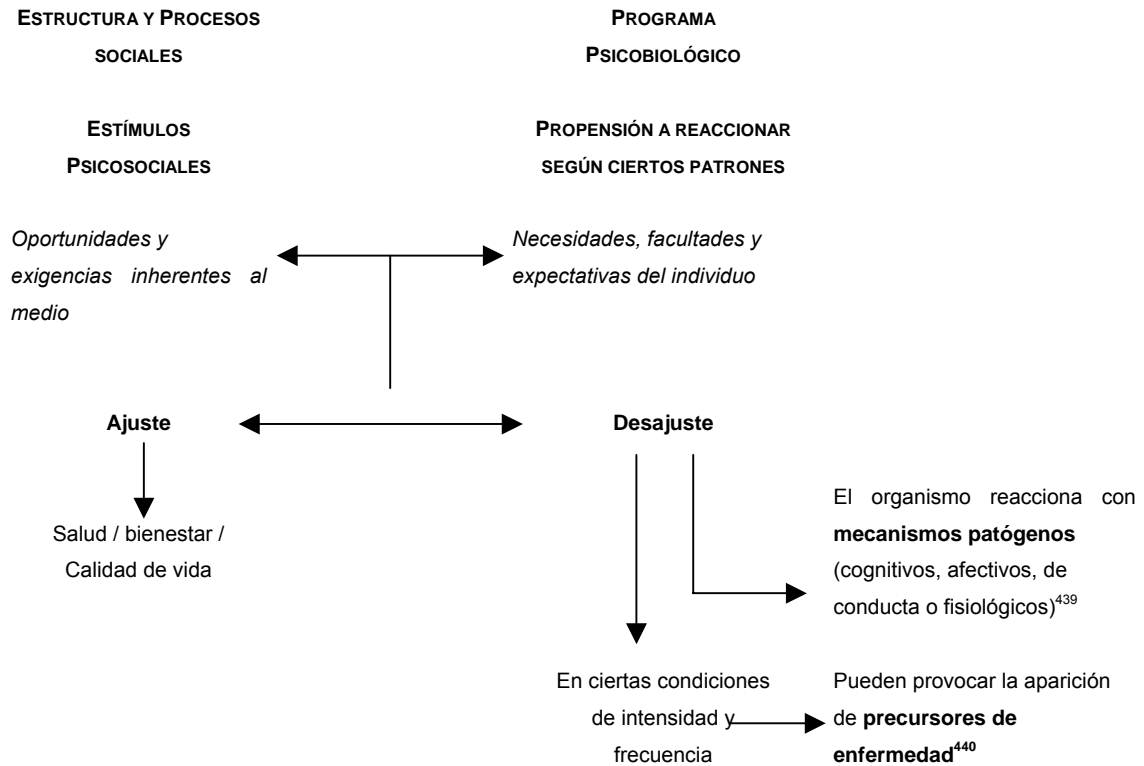 ESTRUCTURA Y PROCESOS
SOCIALES
PROGRAMA
PSICOBIOLÓGICO
ESTÍMULOS
PSICOSOCIALES
PROPENSIÓN A REACCIONAR
SEGÚN CIERTOS PATRONES
Oportunidades y
exigencias inherentes al
medio
Necesidades, facultades y
expectativas del individuo
Ajuste
Desajuste
Salud / bienestar /
Calidad de vida
El organismo reacciona con
mecanismos patógenos
(cognitivos, afectivos, de
conducta o fisiológicos)439
En ciertas condiciones
de intensidad y
frecuencia
Pueden provocar la aparición
de precursores de
enfermedad440